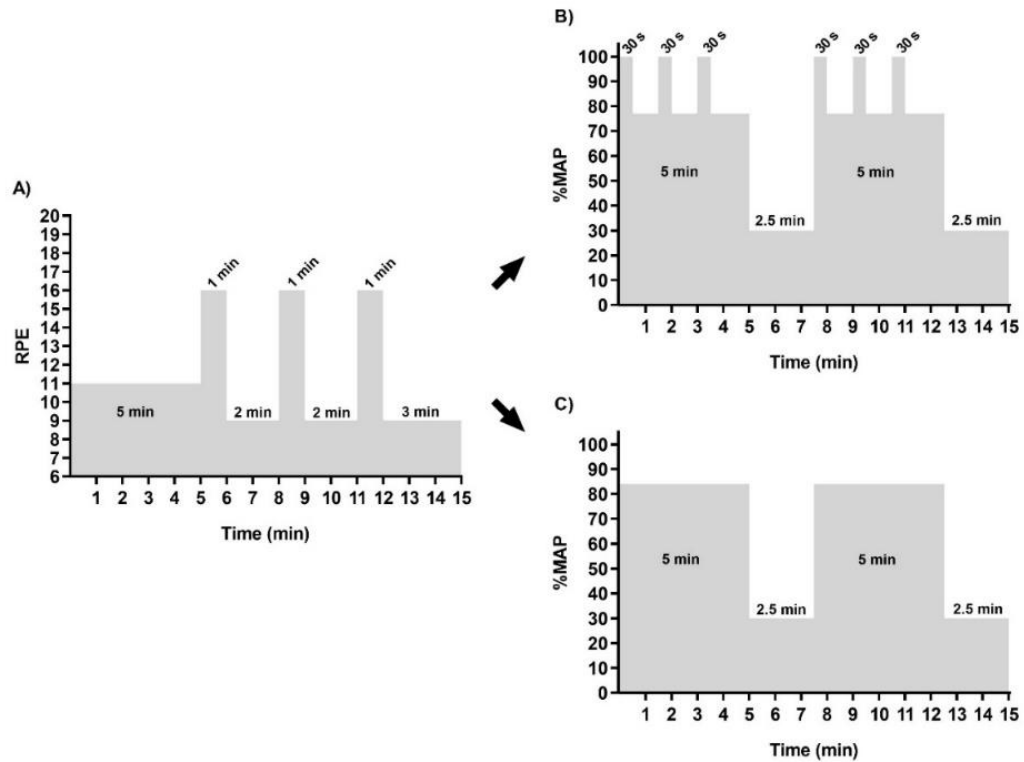 A)
20
19
18
17
16
15
14
13
12
11
10
9
8
7
6
RPE
1 min
1 min
1 min
5 min
2 min
2 min
3 min
1 2 3 4 5 6 7 8 9 10 11 12 13 14 15
Time (min)
B)
100
90
80
70
60
50
40
30
20
10
0
%MAP
30 s
30 s
30 s
30 s
30 s
30 s
5 min
5 min
2.5 min
2.5 min
1 2 3 4 5 6 7 8 9 10 11 12 13 14 15
Time (min)
C)
100
90
80
70
60
50
40
30
20
10
0
%MAP
5 min
5 min
2.5 min
2.5 min
1 2 3 4 5 6 7 8 9 10 11 12 13 14 15
Time (min)